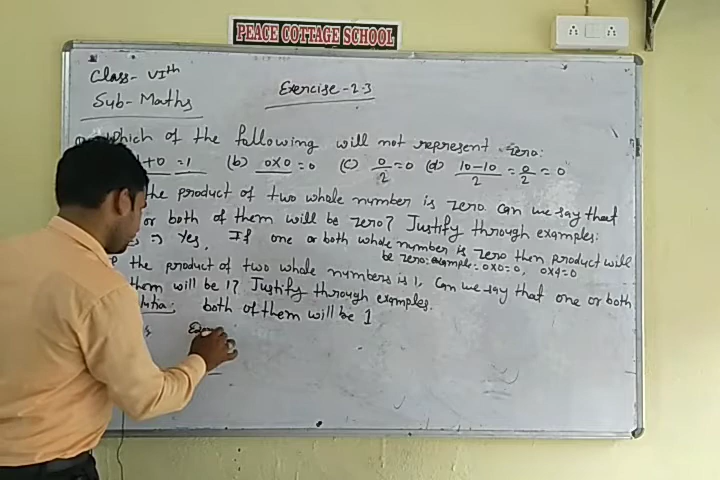 PEACE COTTAGE SCHOOL
Class- VIth
Sub- Maths
Exercise-2.3
which of the following will not represent zero:
1+0 =1 (b) 0x0=0 (c) 0/2=0 (d) 10-10/2 = 0/2 = 0
the product of two whole number is zero can we say that
or both of them will be zero? Justify through examples:
⇒ Yes, If one or both whole number is zero then product will
be zero: example = 0x0=0, 0x4=0
the product of two whole numbers is 1, can we say that one or both
them will be 1? Justify through examples.
both of them will be 1